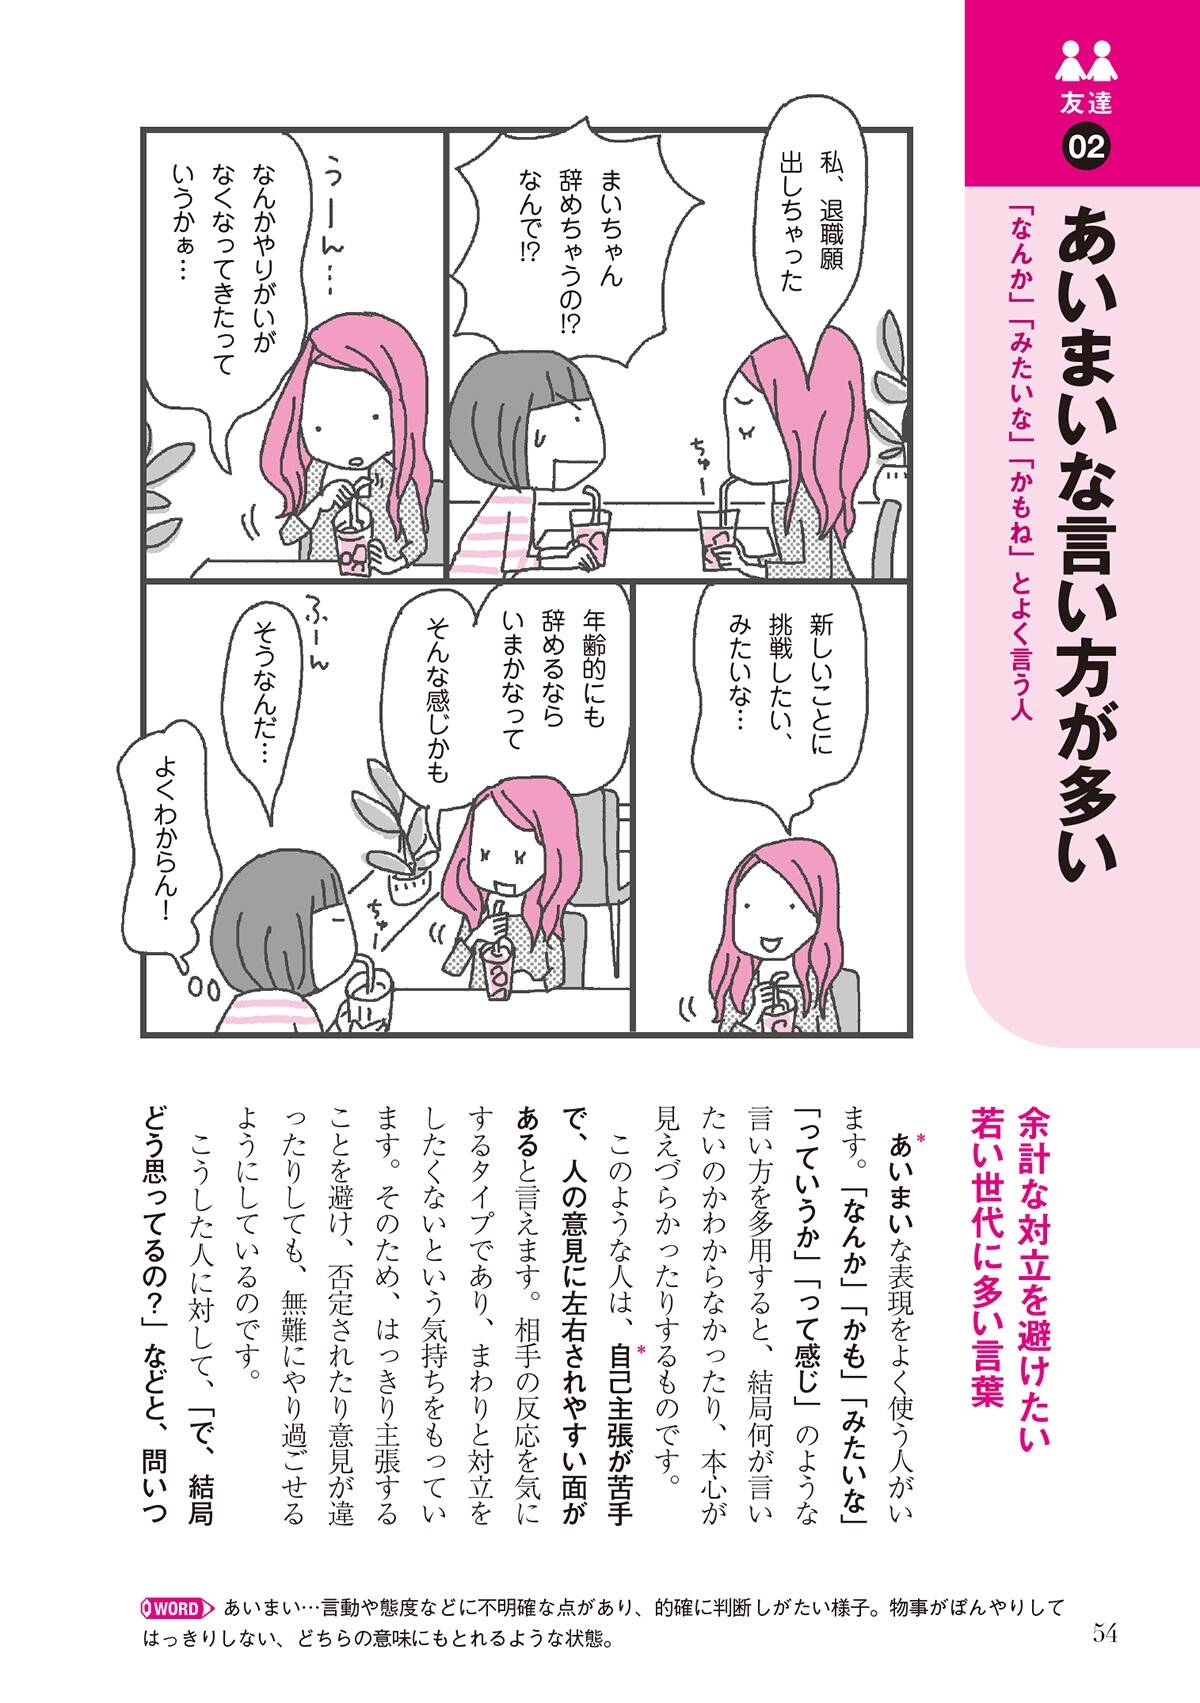 友達
02
あいまいな言い方が多い
「なんか」「みたいな」「かもね」とよく言う人
私、退職願
出しちゃった
まいちゃん
辞めちゃうの!?
なんで!?
ちゅー
うーん…
なんかやりがいが
なくなってきたって
いうかぁ…
新しいことに
挑戦したい、
みたいな…
年齢的にも
辞めるなら
いまかなって
そんな感じかも
ふーん
そうなんだ…
ちゅー
よくわからん！
余計な対立を避けたい
若い世代に多い言葉
あいまい*な表現をよく使う人がい
ます。「なんか」「かも」「みたいな」
「っていうか」「って感じ」のような
言い方を多用すると、結局何が言い
たいのかわからなかったり、本心が
見えづらかったりするものです。
このような人は、自己主張*が苦手
で、人の意見に左右されやすい面が
あると言えます。相手の反応を気に
するタイプであり、まわりと対立を
したくないという気持ちをもってい
ます。そのため、はっきり主張する
ことを避け、否定されたり意見が違
ったりしても、無難にやり過ごせる
ようにしているのです。
こうした人に対して、「で、結局
どう思ってるの？」などと、問いつ
WORD あいまい…言動や態度などに不明確な点があり、的確に判断しがたい様子。物事がぼんやりして
はっきりしない、どちらの意味にもとれるような状態。
54